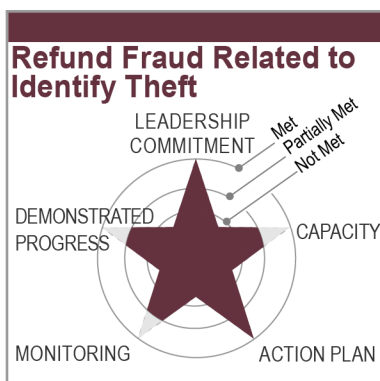 Refund Fraud Related to
Identify Theft
LEADERSHIP
COMMITMENT
Met
Partially Met
Not Met
DEMONSTRATED
PROGRESS
CAPACITY
MONITORING
ACTION PLAN